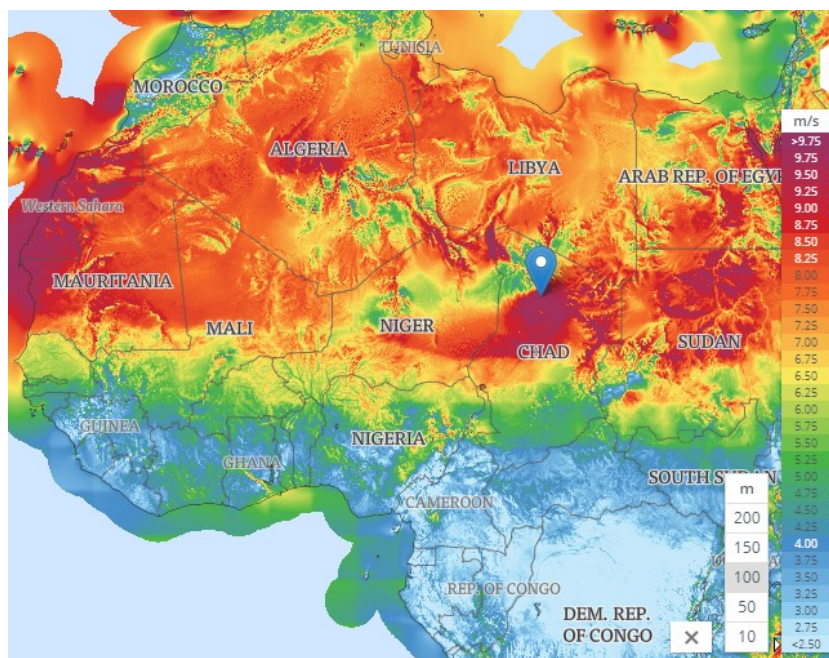 TUNISIA
MOROCCO
ALGERIA
LIBYA
ARAB REP. OF EGY
Western Sahara
MAURITANIA
MALI
NIGER
CHAD
SUDAN
GUINEA
GHANA
NIGERIA
CAMEROON
SOUTH SUDAN
REP. OF CONGO
DEM. REP.
OF CONGO
m/s
>9.75
9.75
9.50
9.25
9.00
8.75
8.50
8.25
8.00
7.75
7.50
7.25
7.00
6.75
6.50
6.25
6.00
5.75
5.50
5.25
5.00
4.75
4.50
4.25
4.00
3.75
3.50
3.25
3.00
2.75
<2.50
m
200
150
100
50
10